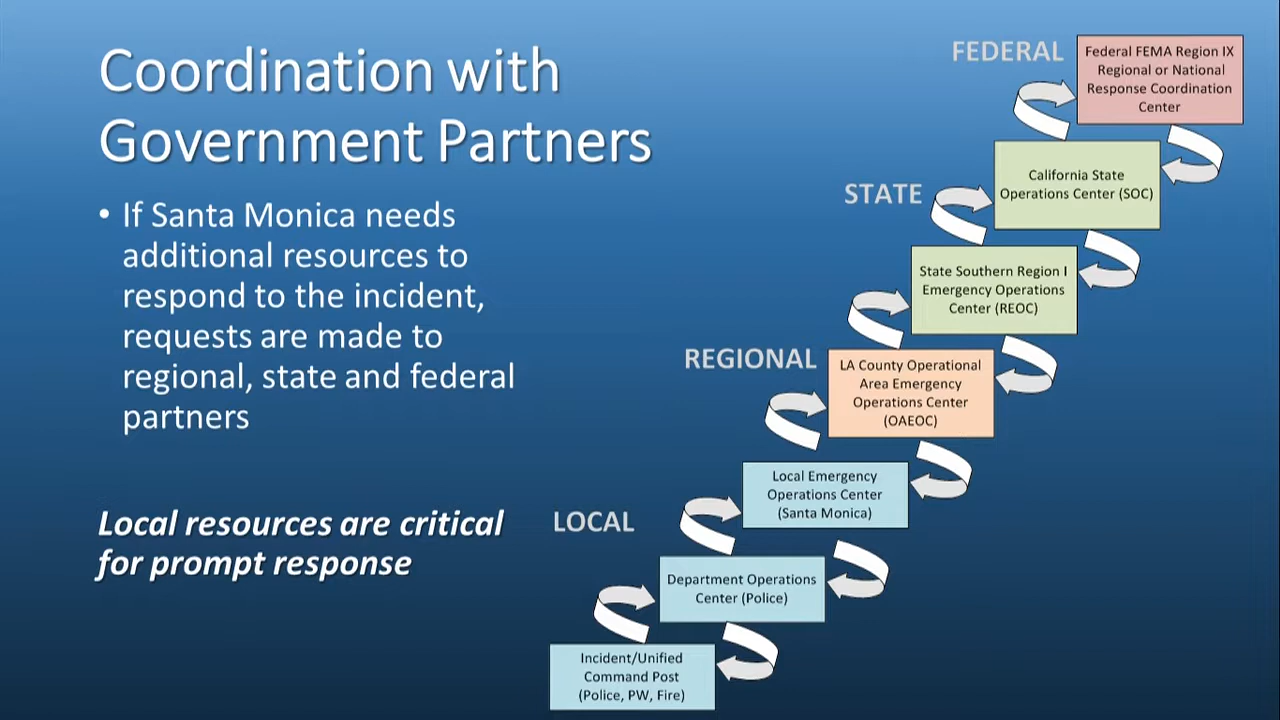 Coordination with
Government Partners
• If Santa Monica needs
additional resources to
respond to the incident,
requests are made to
regional, state and federal
partners
Local resources are critical
for prompt response
FEDERAL
Federal FEMA Region IX
Regional or National
Response Coordination
Center
STATE
California State
Operations Center (SOC)
State Southern Region I
Emergency Operations
Center (REOC)
REGIONAL
LA County Operational
Area Emergency
Operations Center
(OAEOC)
LOCAL
Local Emergency
Operations Center
(Santa Monica)
Department Operations
Center (Police)
Incident/Unified
Command Post
(Police, PW, Fire)